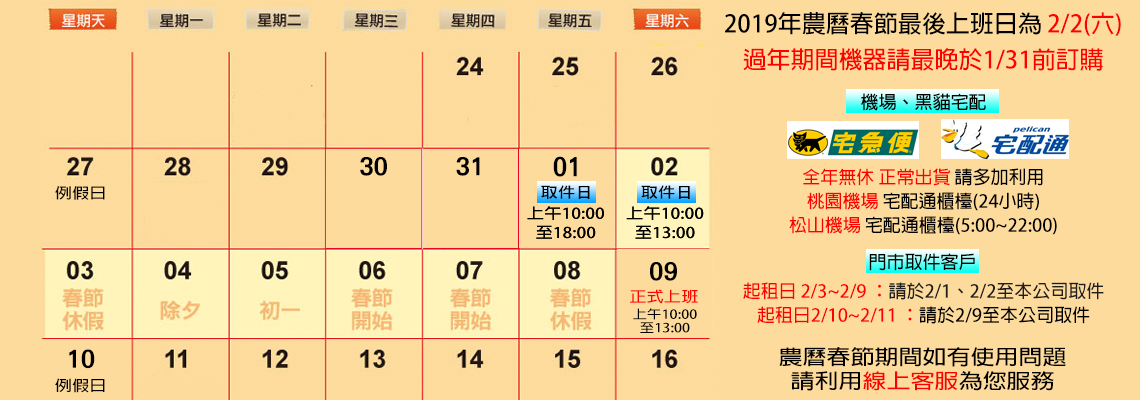 星期天 星期一 星期二 星期三 星期四 星期五 星期六
24 25 26
27 28 29 30 31 01 02
例假日 取件日 取件日
上午10:00 上午10:00
至18:00 至13:00
03 04 05 06 07 08 09
春節 除夕 初一 春節 春節 春節 正式上班
休假 開始 開始 休假 上午10:00
至13:00
10 11 12 13 14 15 16
例假日
2019年農曆春節最後上班日為 2/2(六)
過年期間機器請最晚於1/31前訂購
機場、黑貓宅配
宅急便 pelican 宅配通
全年無休 正常出貨 請多加利用
桃園機場 宅配通櫃檯(24小時)
松山機場 宅配通櫃檯(5:00~22:00)
門市取件客戶
起租日 2/3~2/9 ：請於2/1、2/2至本公司取件
起租日2/10~2/11 ：請於2/9至本公司取件
農曆春節期間如有使用問題
請利用線上客服為您服務